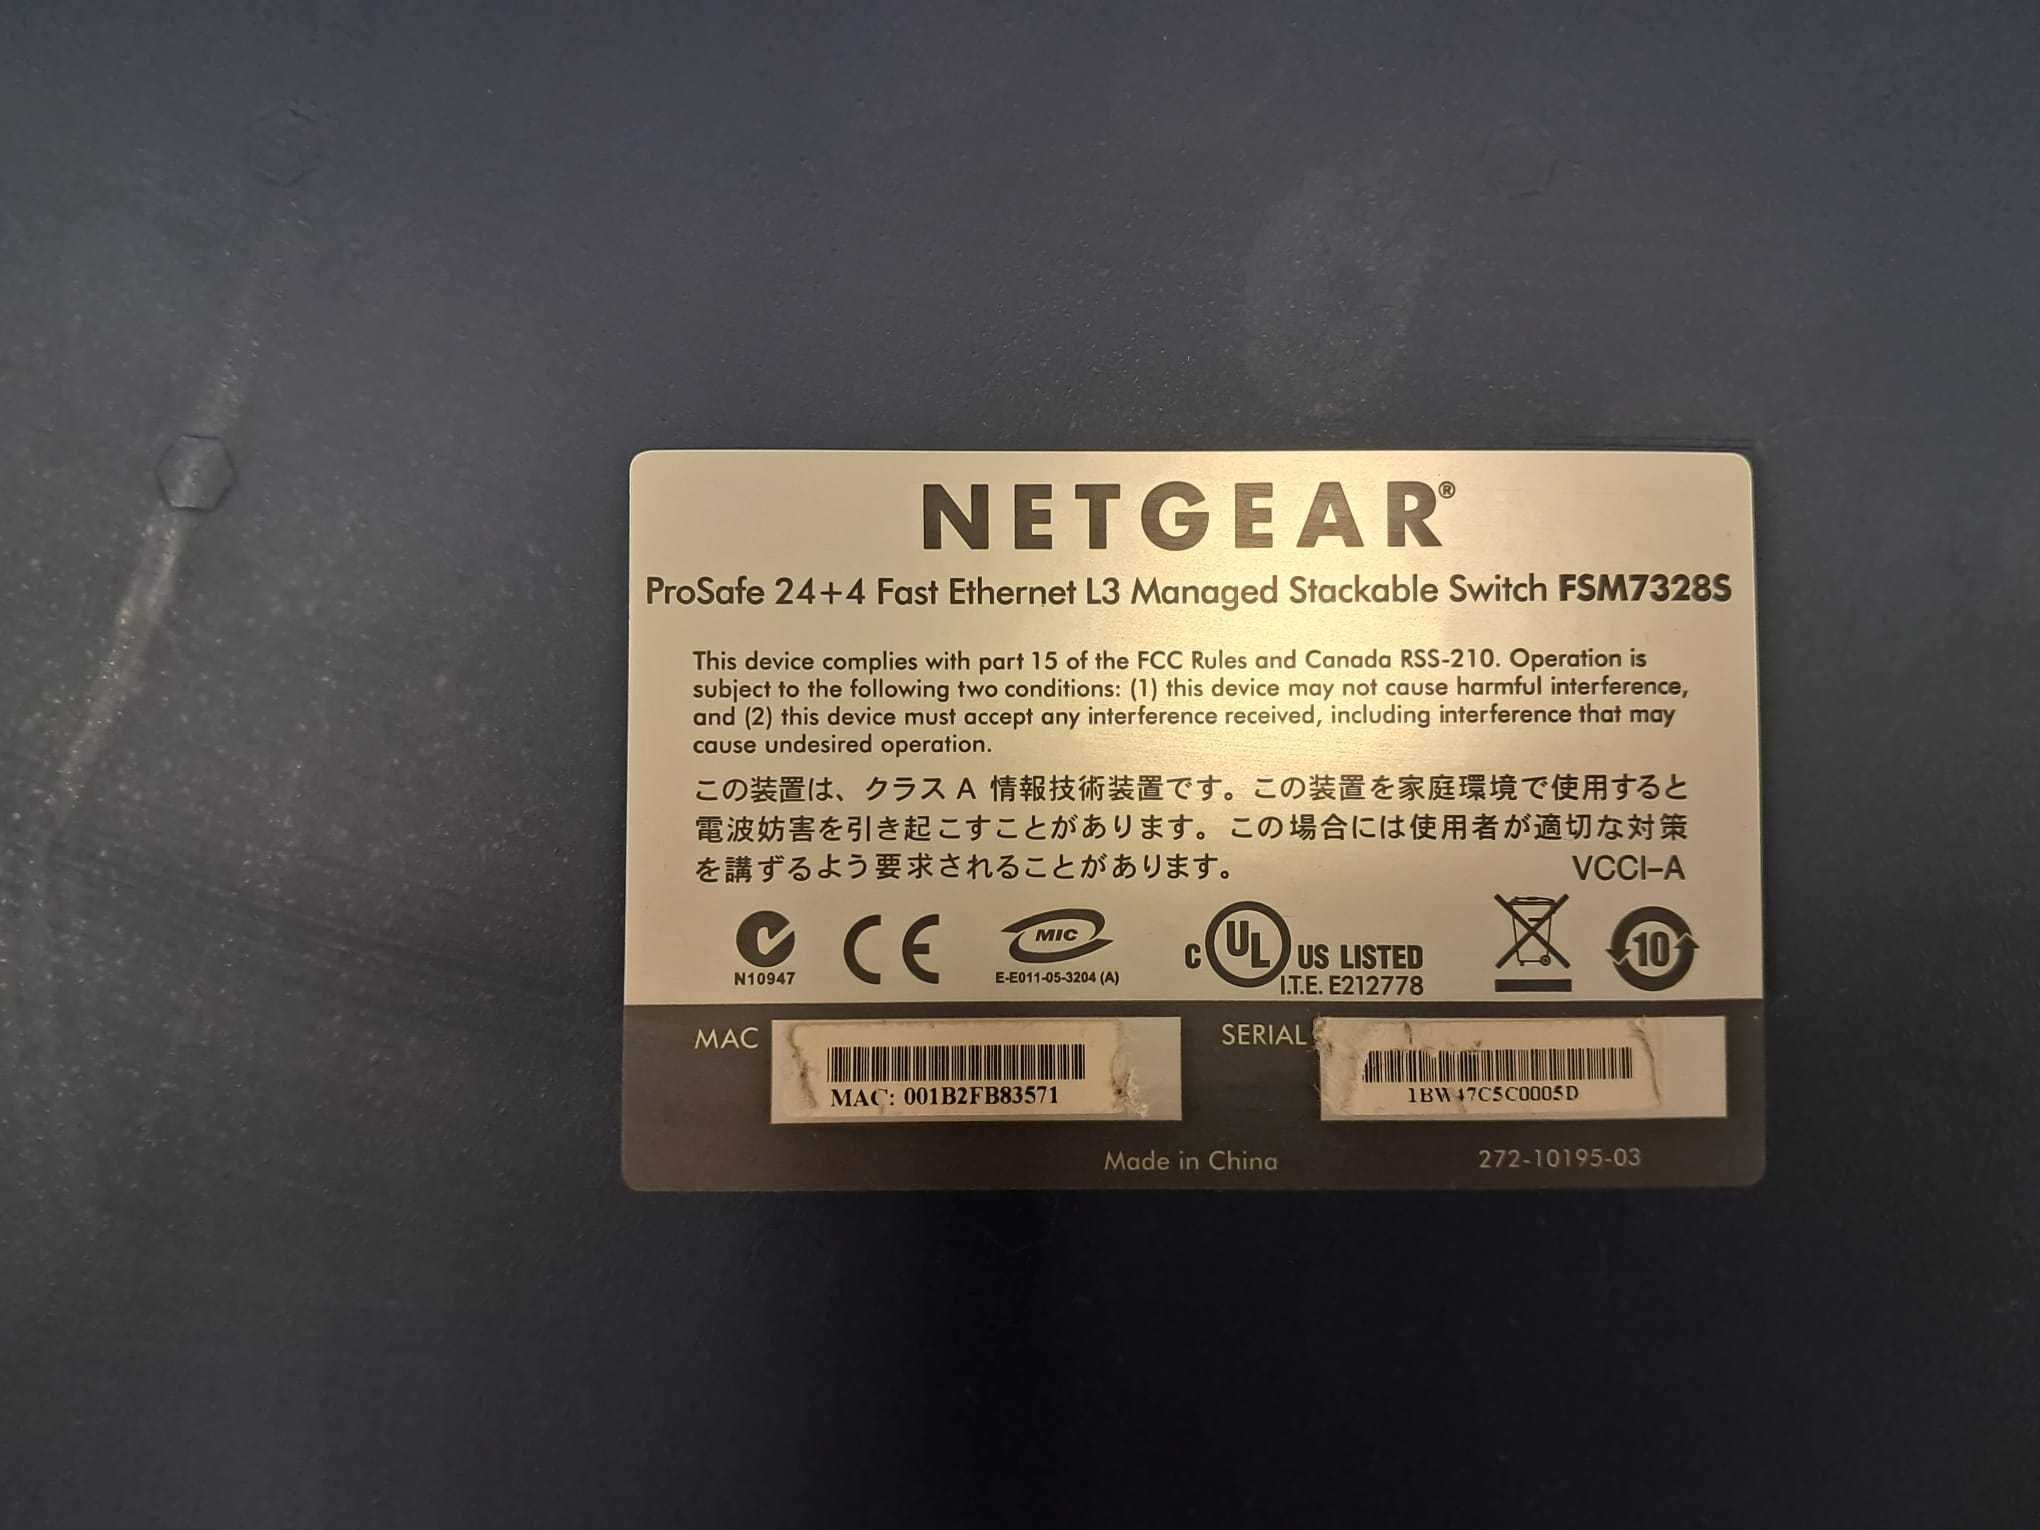 NETGEAR®
ProSafe 24+4 Fast Ethernet L3 Managed Stackable Switch FSM7328S
This device complies with part 15 of the FCC Rules and Canada RSS-210. Operation is
subject to the following two conditions: (1) this device may not cause harmful interference,
and (2) this device must accept any interference received, including interference that may
cause undesired operation.
この装置は、クラス A 情報技術装置です。この装置を家庭環境で使用すると
電波妨害を引き起こすことがあります。この場合には使用者が適切な対策
を講ずるよう要求されることがあります。 VCCI-A
N10947
CE
MIC
E-E011-05-3204 (A)
C UL US LISTED
I.T.E. E212778
10
MAC
MAC: 001B2FB83571
SERIAL
1BW47C5C0005D
Made in China
272-10195-03